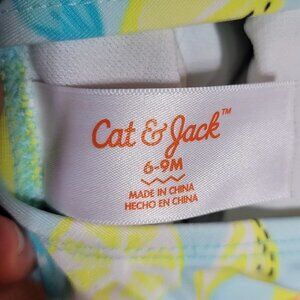 Cat & Jack™
6-9M
MADE IN CHINA
HECHO EN CHINA